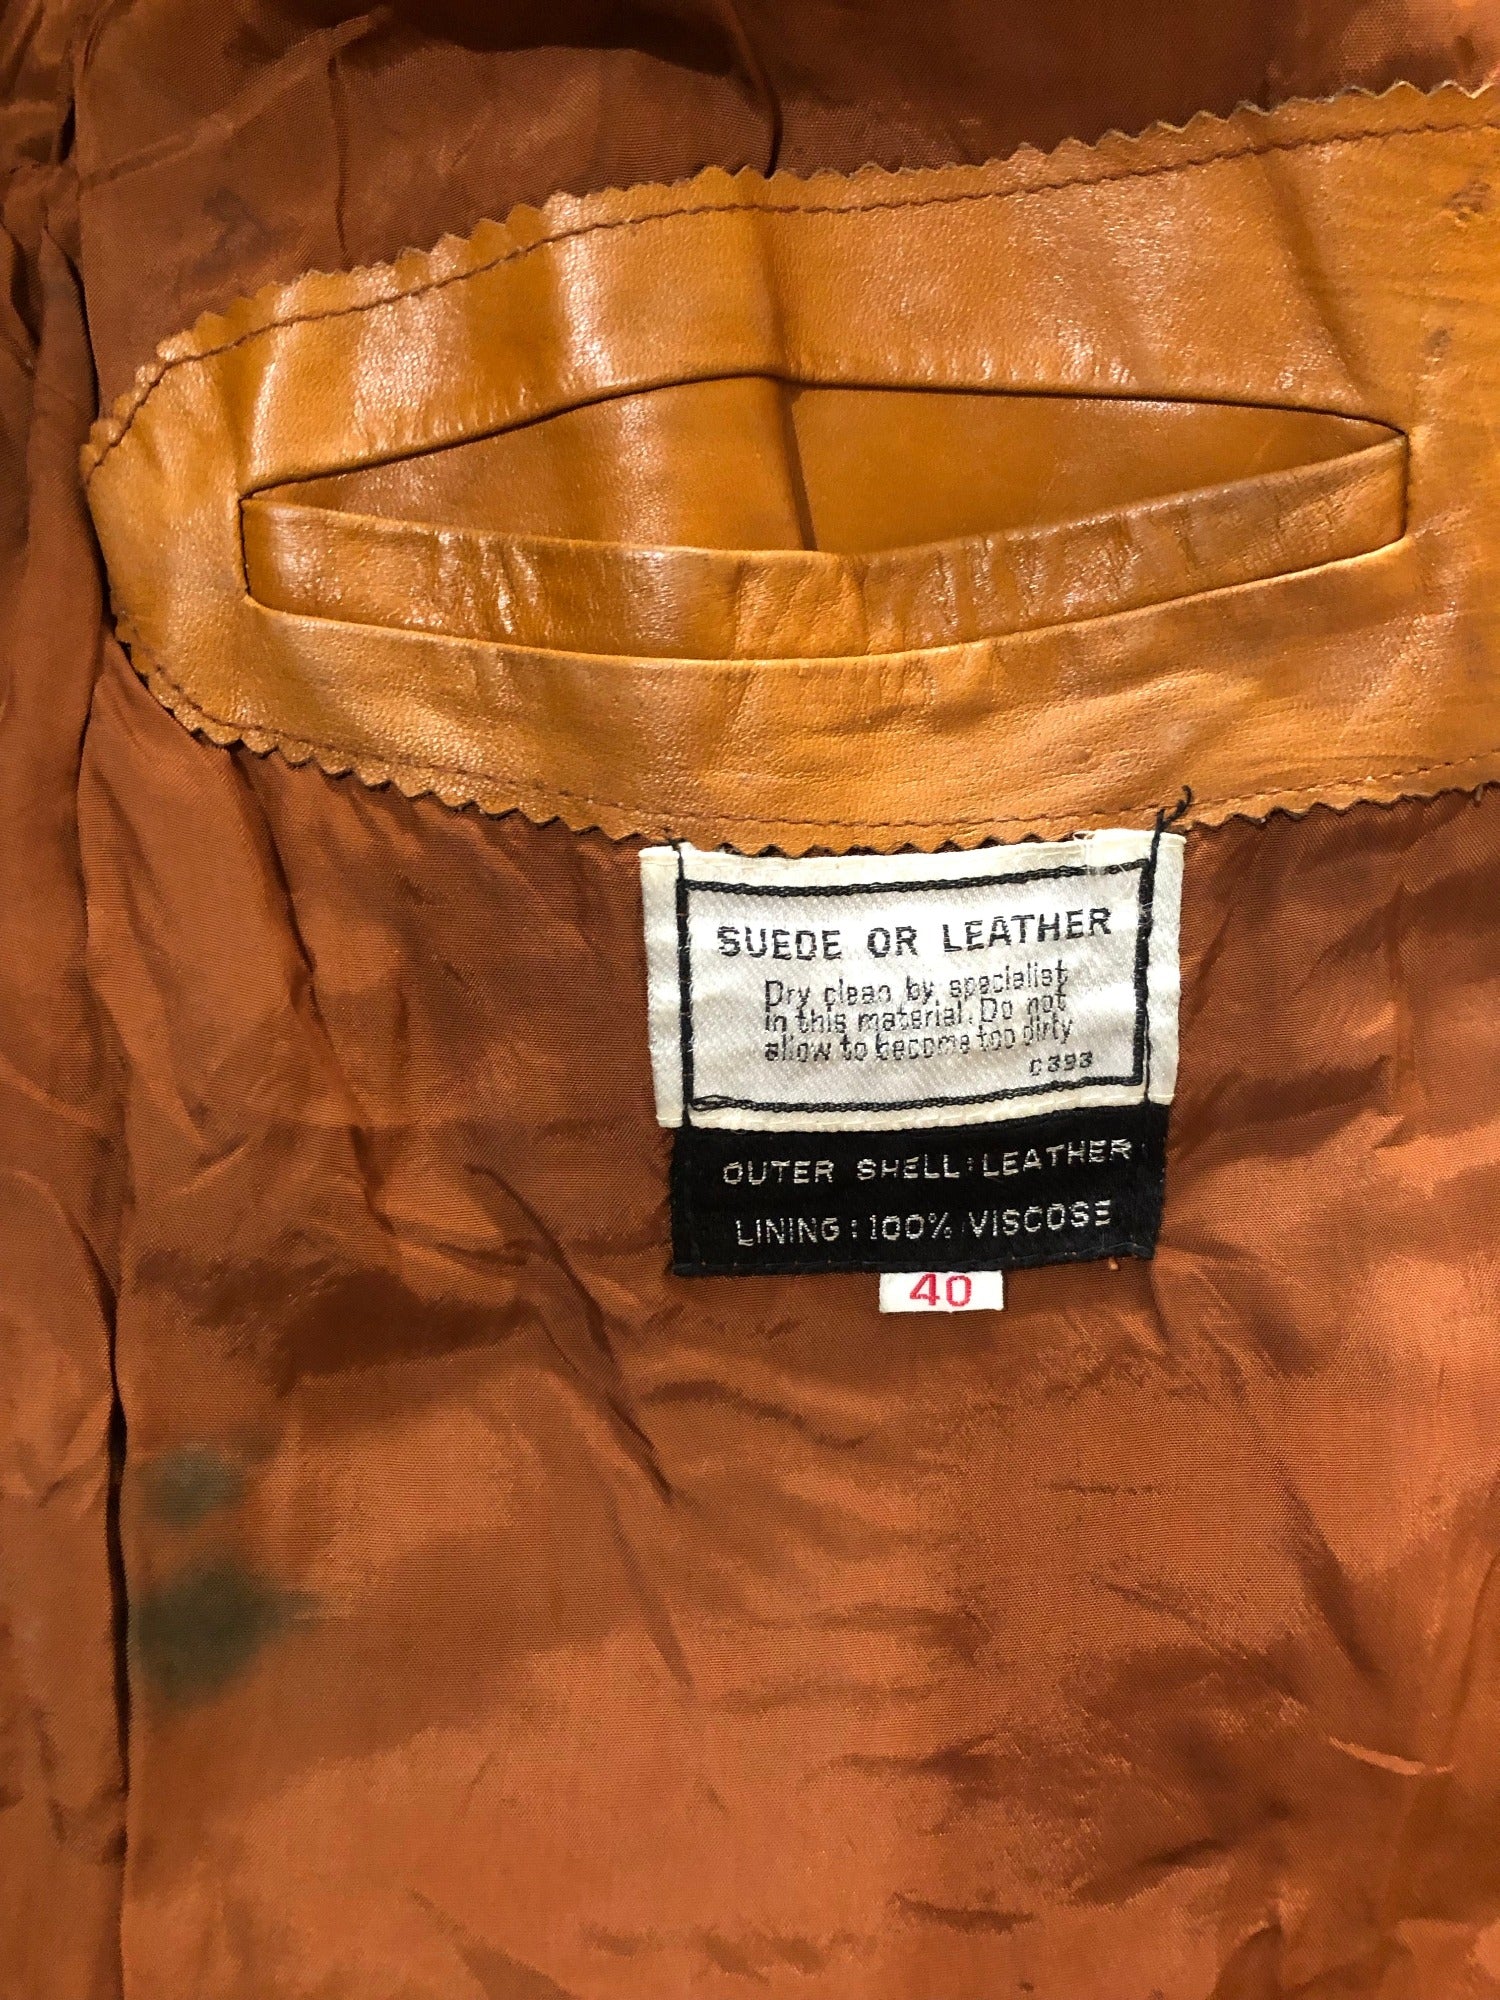 SUEDE OR LEATHER
Dry clean by specialist
in this material. Do not
allow to become too dirty
C393
OUTER SHELL: LEATHER
LINING: 100% VISCOSE
40